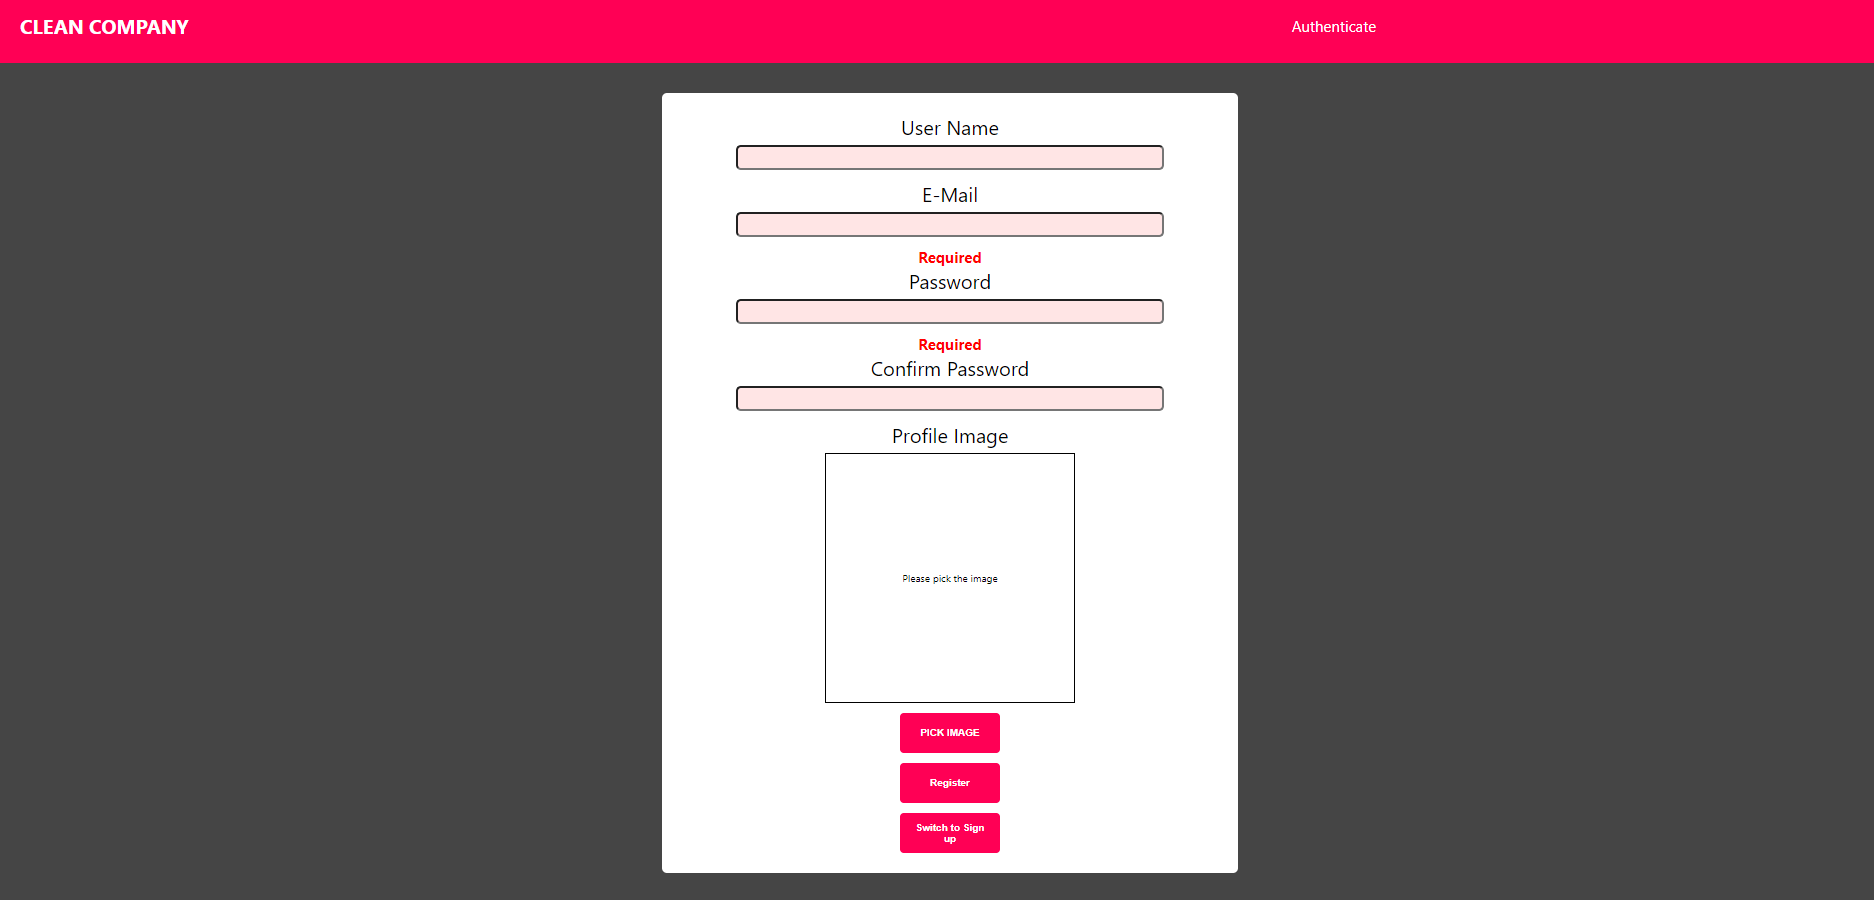 CLEAN COMPANY
Authenticate
User Name
E-Mail
Required
Password
Required
Confirm Password
Profile Image
Please pick the image
PICK IMAGE
Register
Switch to Sign
up